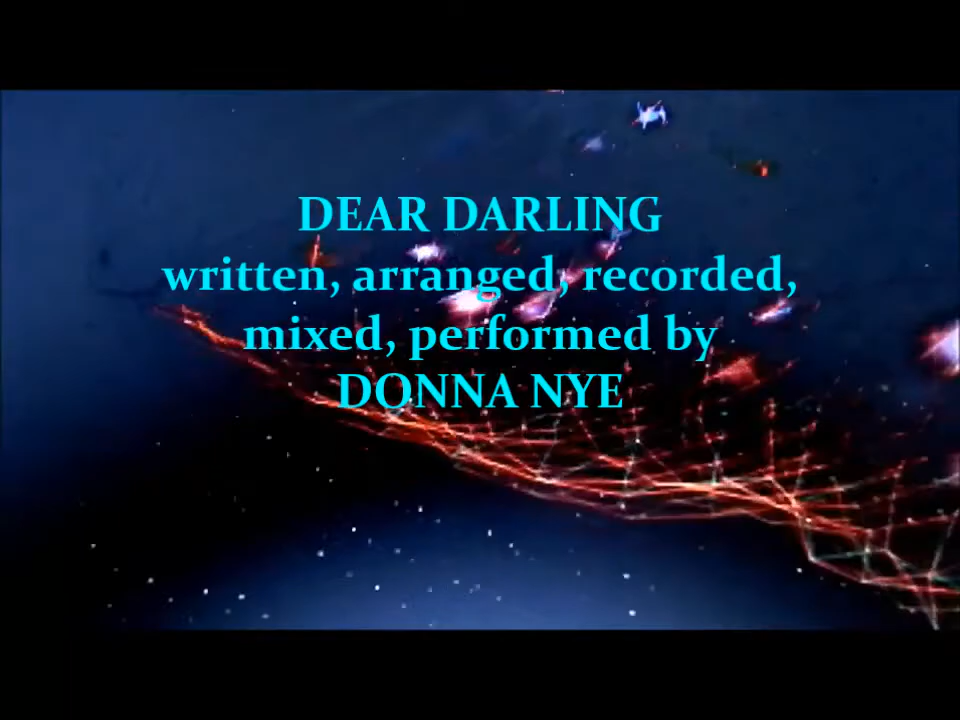 DEAR DARLING
written, arranged, recorded,
mixed, performed by
DONNA NYE